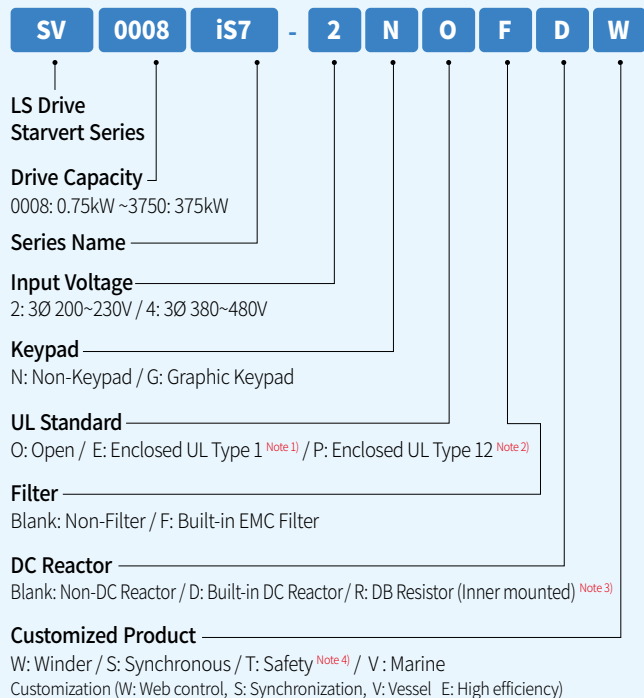 SV 0008 iS7 - 2 N O F D W
LS Drive
Starvert Series
Drive Capacity
0008: 0.75kW ~3750: 375kW
Series Name
Input Voltage
2: 3Ø 200~230V / 4: 3Ø 380~480V
Keypad
N: Non-Keypad / G: Graphic Keypad
UL Standard
O: Open / E: Enclosed UL Type 1 Note 1) / P: Enclosed UL Type 12 Note 2)
Filter
Blank: Non-Filter / F: Built-in EMC Filter
DC Reactor
Blank: Non-DC Reactor / D: Built-in DC Reactor / R: DB Resistor (Inner mounted) Note 3)
Customized Product
W: Winder / S: Synchronous / T: Safety Note 4) / V : Marine
Customization (W: Web control, S: Synchronization, V: Vessel E: High efficiency)